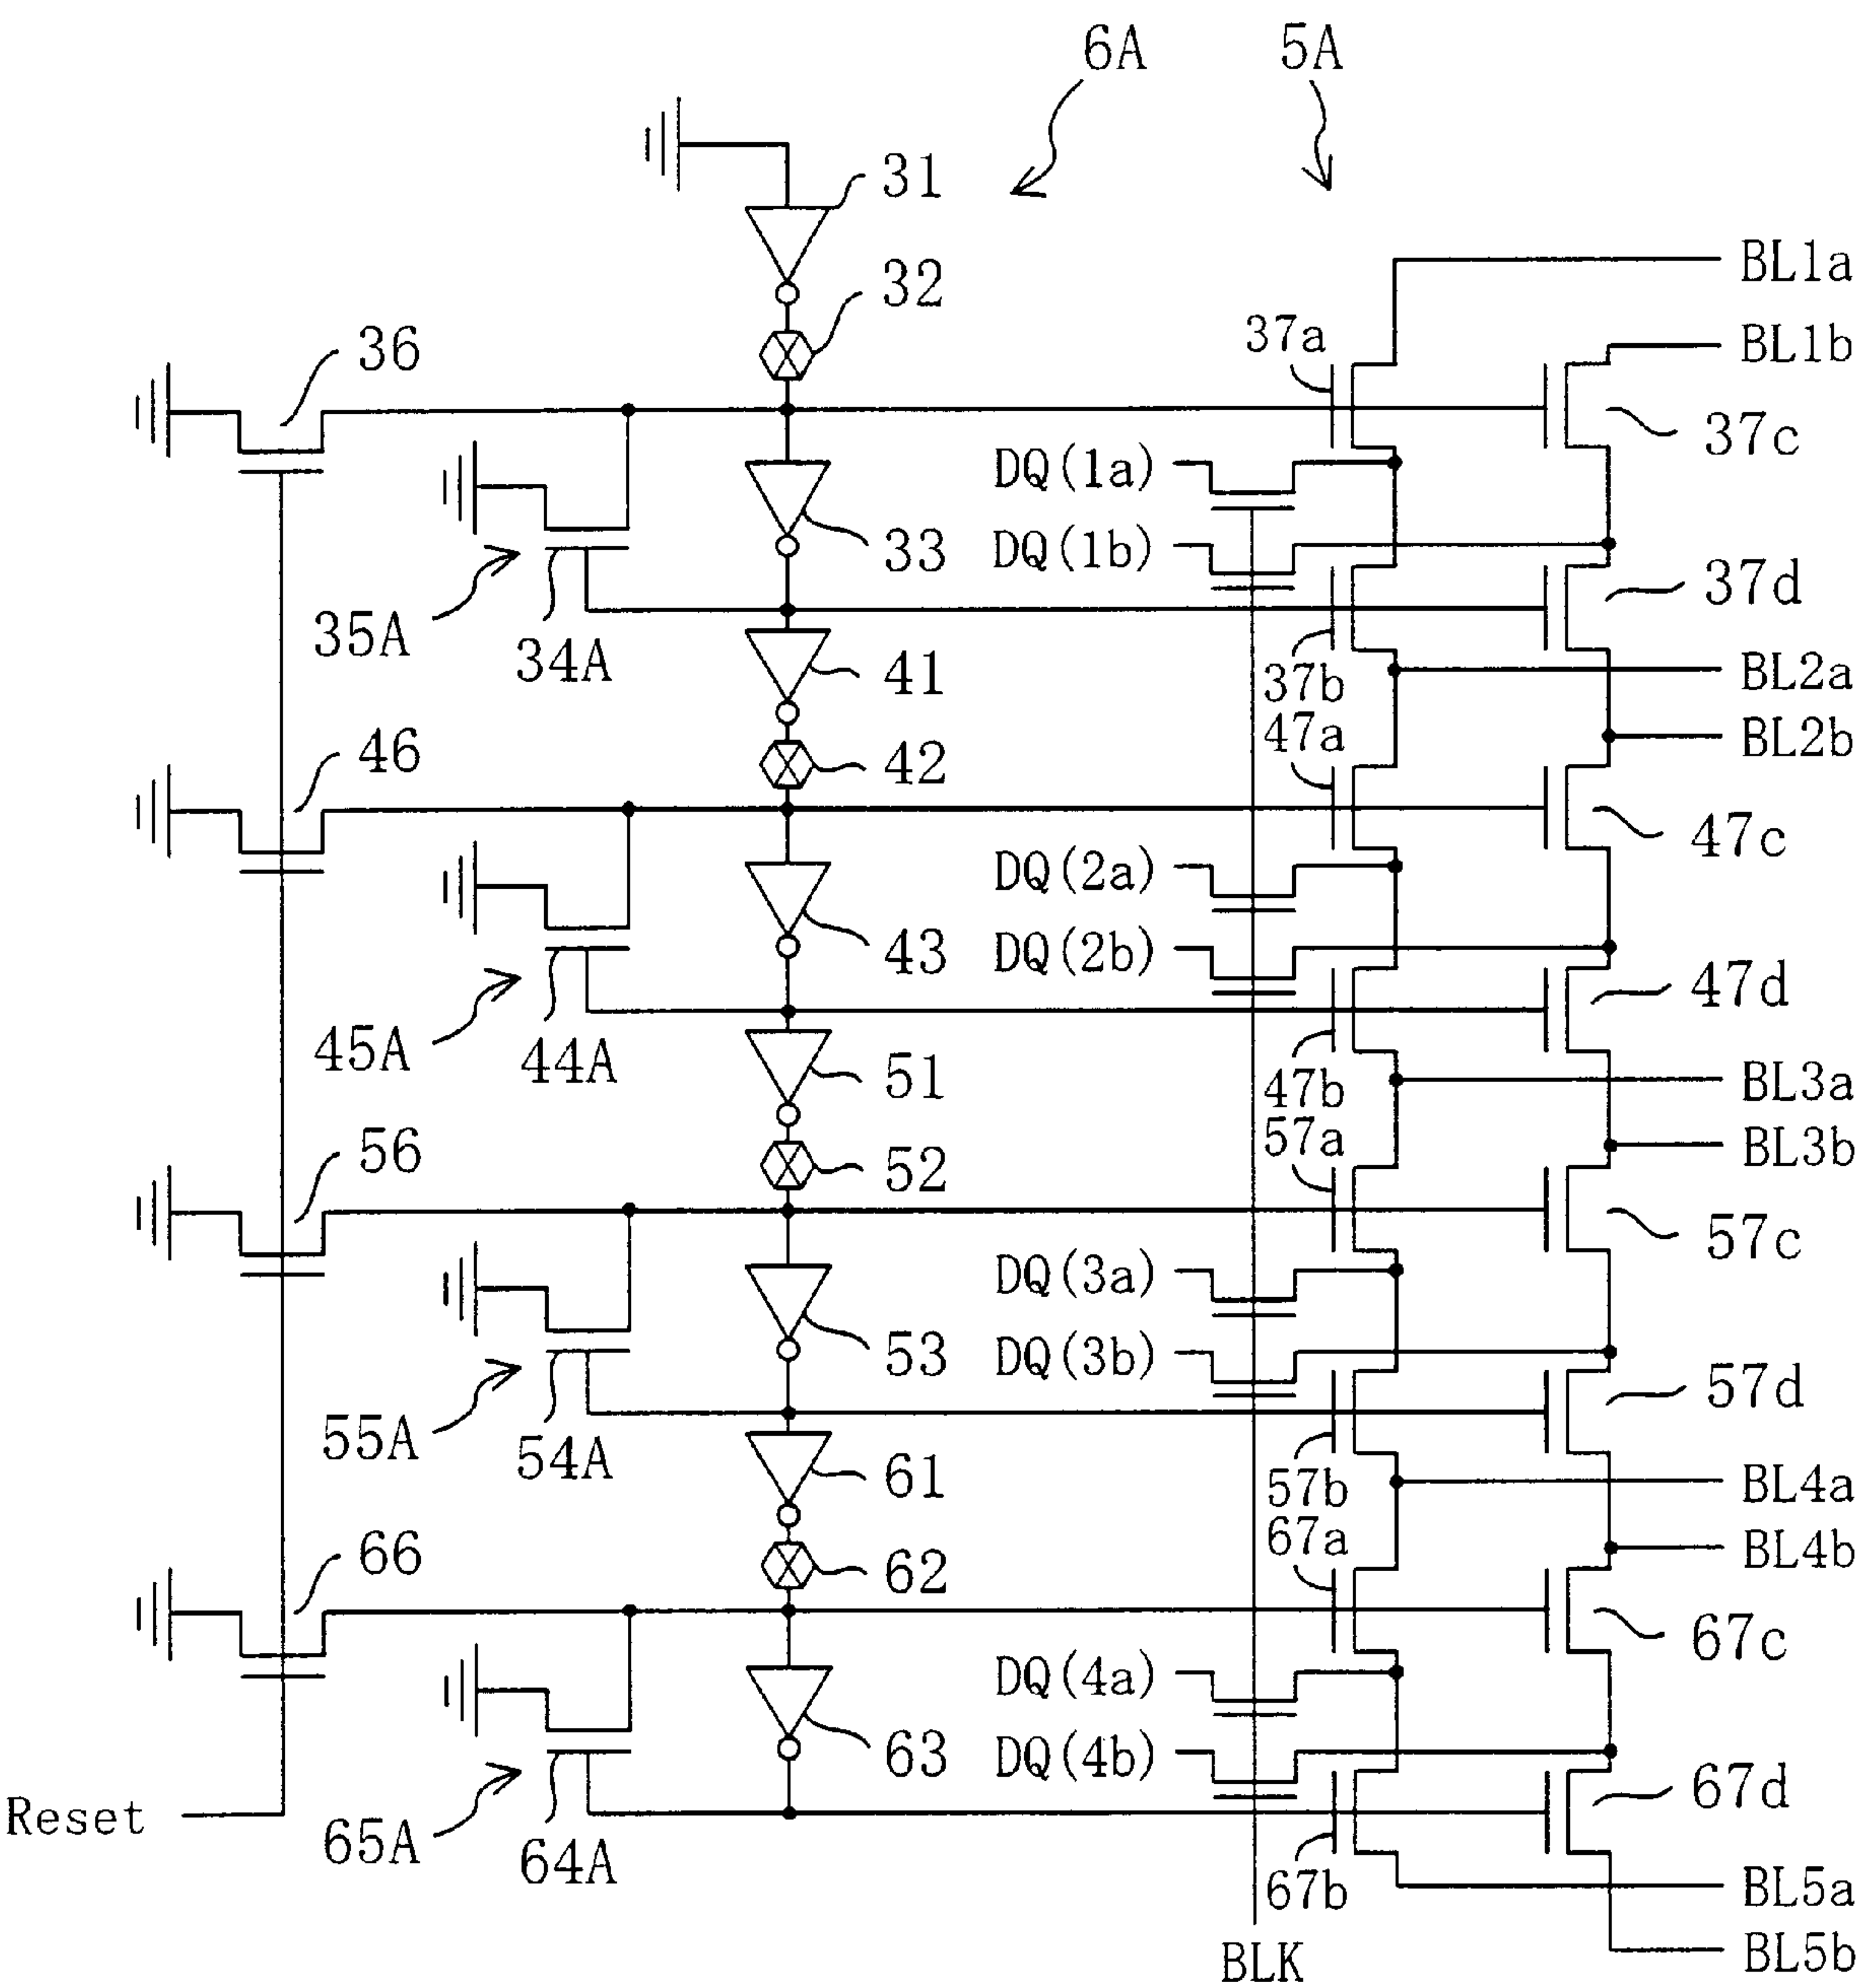 6A
5A
31
BL1a
32
37a
BL1b
36
37c
DQ(1a)
33
DQ(1b)
37d
35A
34A
41
37b
BL2a
47a
BL2b
46
42
47c
DQ(2a)
43
DQ(2b)
47d
45A
44A
51
47b
BL3a
57a
BL3b
56
52
57c
DQ(3a)
53
DQ(3b)
57d
55A
54A
61
57b
BL4a
67a
BL4b
66
62
67c
DQ(4a)
63
DQ(4b)
67d
Reset
65A
64A
67b
BL5a
BLK
BL5b